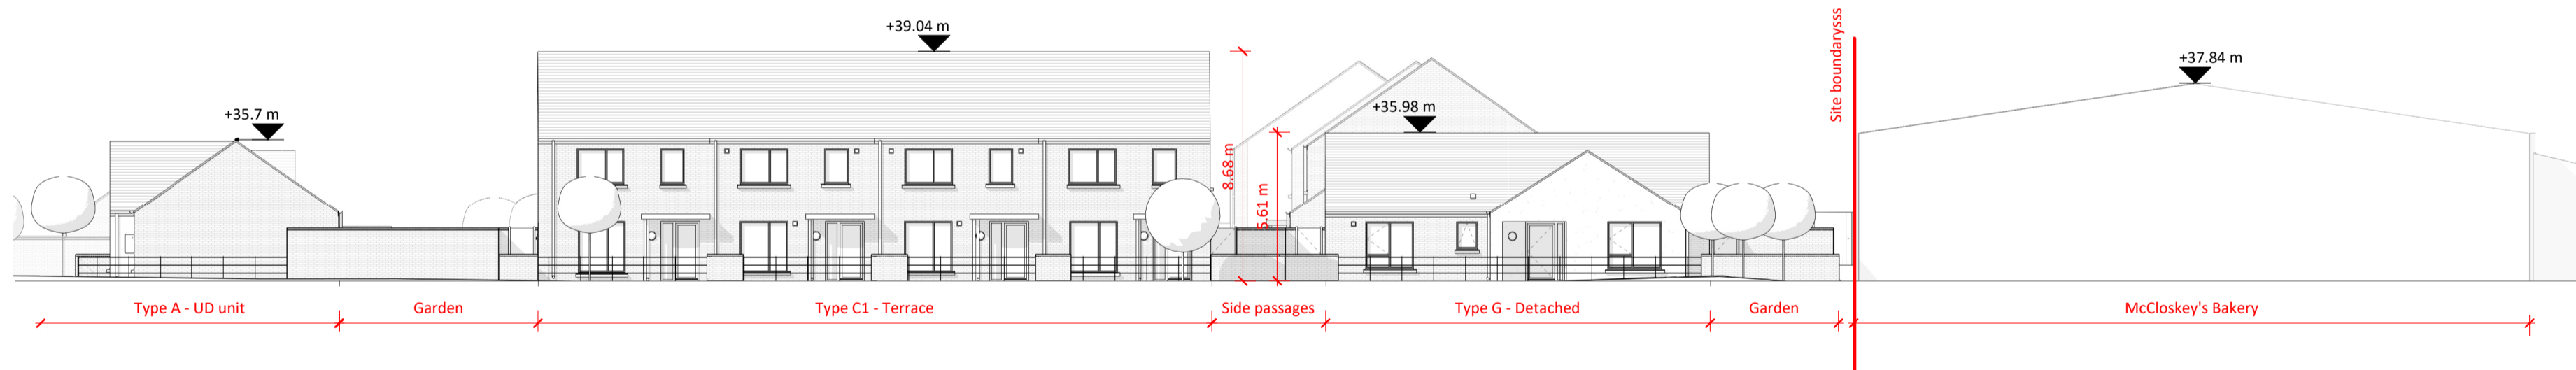 +39.04 m
+37.84 m
+35.7 m
+35.98 m
Site boundarysss
8.68 m
5.61 m
Type A - UD unit
Garden
Type C1 - Terrace
Side passages
Type G - Detached
Garden
McCloskey's Bakery